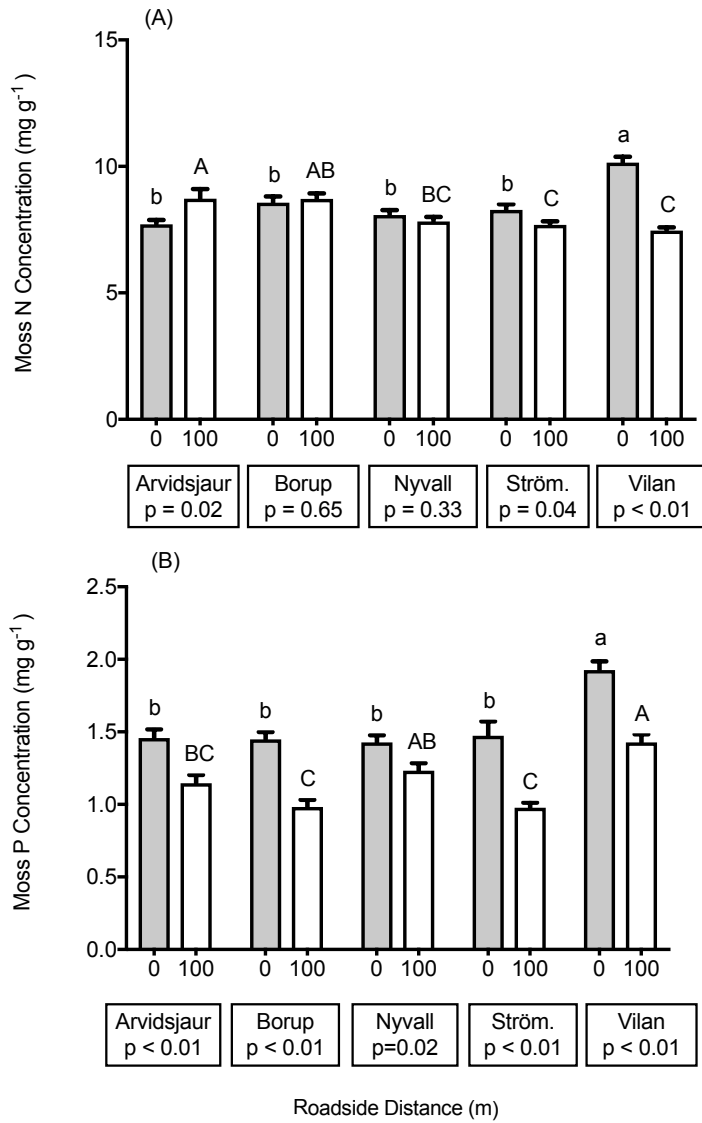 (A)
Moss N Concentration (mg g-1 )
15
10
5
0
b A b AB b BC b C a C
0 100 0 100 0 100 0 100 0 100
Arvidsjaur Borup Nyvall Ström. Vilan
p = 0.02 p = 0.65 p = 0.33 p = 0.04 p < 0.01
(B)
Moss P Concentration (mg g-1 )
2.5
2.0
1.5
1.0
0.5
0.0
b BC b C b AB b C a A
0 100 0 100 0 100 0 100 0 100
Arvidsjaur Borup Nyvall Ström. Vilan
p < 0.01 p < 0.01 p=0.02 p < 0.01 p < 0.01
Roadside Distance (m)